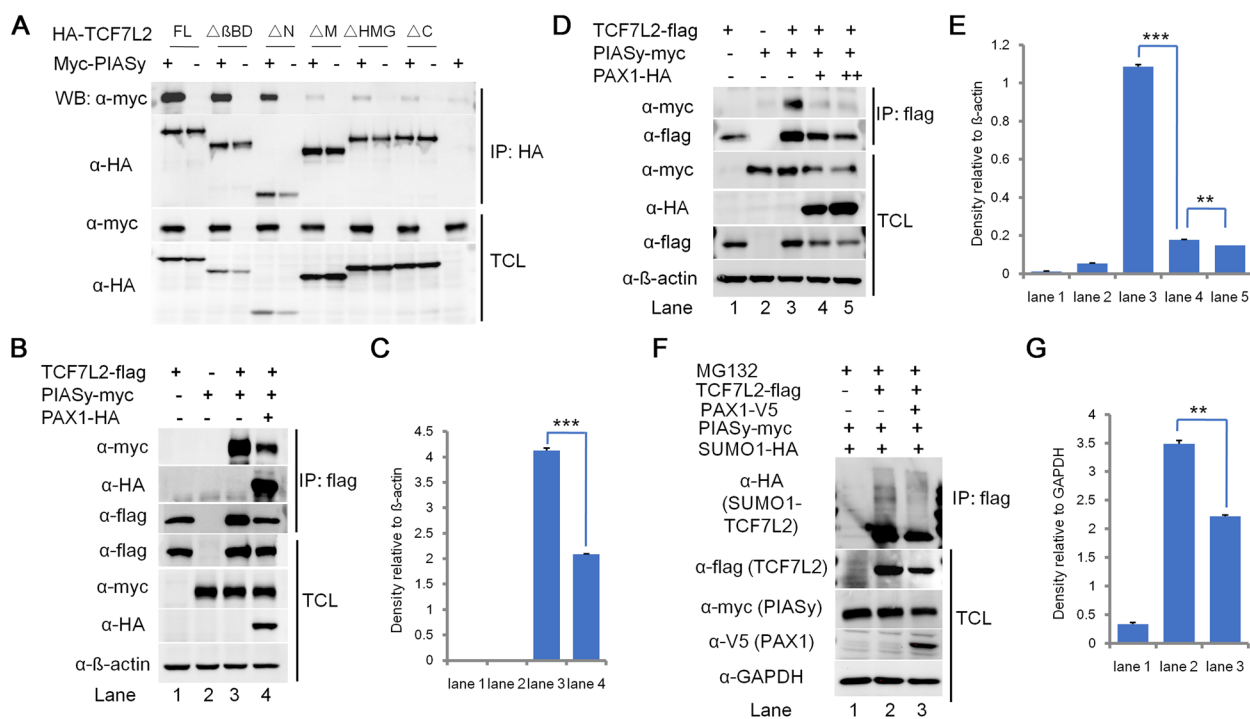 A
HA-TCF7L2 FL △ßBD △N △M △HMG △C
Myc-PIASy + - + - + - + - + - + - +
WB: α-myc
α-HA
IP: HA
α-myc
α-HA
TCL
B
TCF7L2-flag + - + +
PIASy-myc - + + +
PAX1-HA - - - +
α-myc
α-HA
α-flag
IP: flag
α-flag
α-myc
α-HA
α-ß-actin
TCL
Lane 1 2 3 4
C
Density relative to ß-actin
4.5
4
3.5
3
2.5
2
1.5
1
0.5
0
***
lane 1 lane 2 lane 3 lane 4
D
TCF7L2-flag + - + + +
PIASy-myc - + + + +
PAX1-HA - - - + ++
α-myc
α-flag
IP: flag
α-myc
α-HA
α-flag
α-ß-actin
TCL
Lane 1 2 3 4 5
E
Density relative to ß-actin
1.2
1
0.8
0.6
0.4
0.2
0
***
**
lane 1 lane 2 lane 3 lane 4 lane 5
F
MG132 + + +
TCF7L2-flag - + +
PAX1-V5 - - +
PIASy-myc + + +
SUMO1-HA + + +
α-HA
(SUMO1-
TCF7L2)
IP: flag
α-flag (TCF7L2)
α-myc (PIASy)
α-V5 (PAX1)
α-GAPDH
TCL
Lane 1 2 3
G
Density relative to GAPDH
4
3.5
3
2.5
2
1.5
1
0.5
0
**
lane 1 lane 2 lane 3